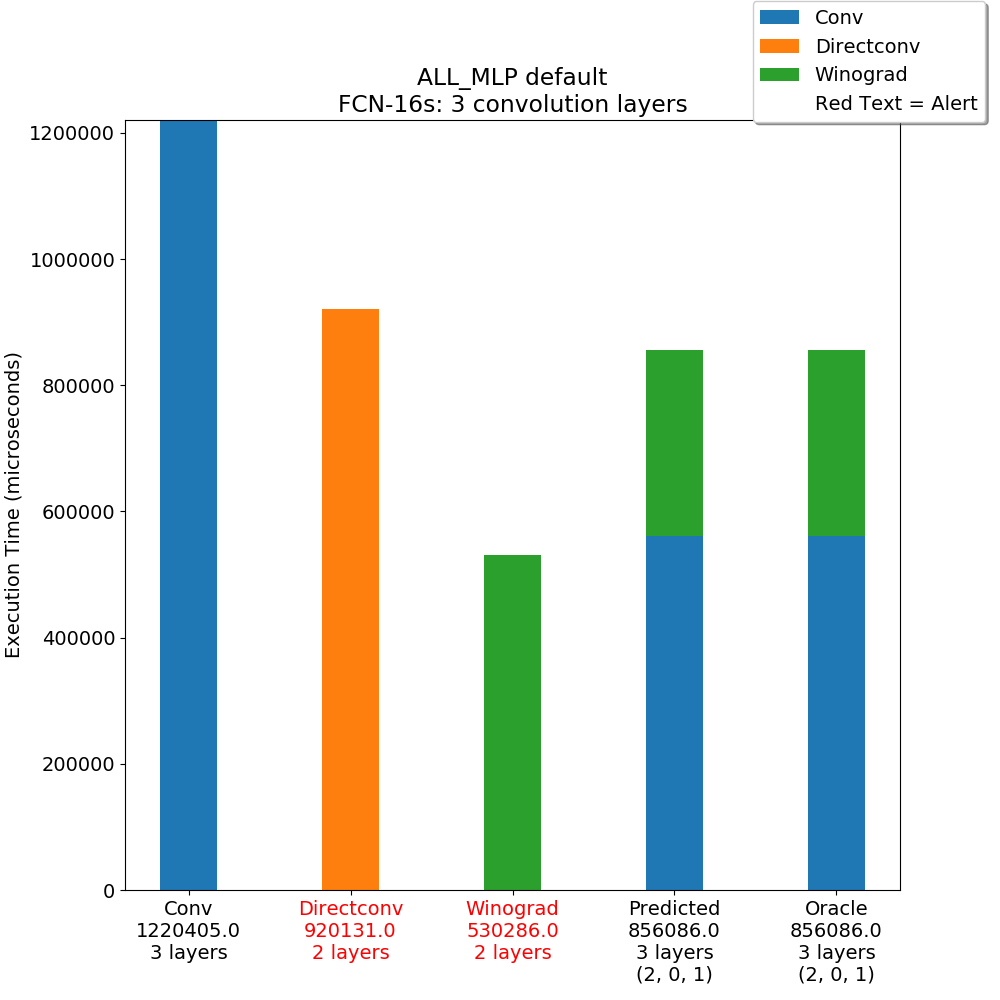 Conv
Directconv
Winograd
Red Text = Alert
ALL_MLP default
FCN-16s: 3 convolution layers
Execution Time (microseconds)
1200000
1000000
800000
600000
400000
200000
0
Conv
1220405.0
3 layers
Directconv
920131.0
2 layers
Winograd
530286.0
2 layers
Predicted
856086.0
3 layers
(2, 0, 1)
Oracle
856086.0
3 layers
(2, 0, 1)